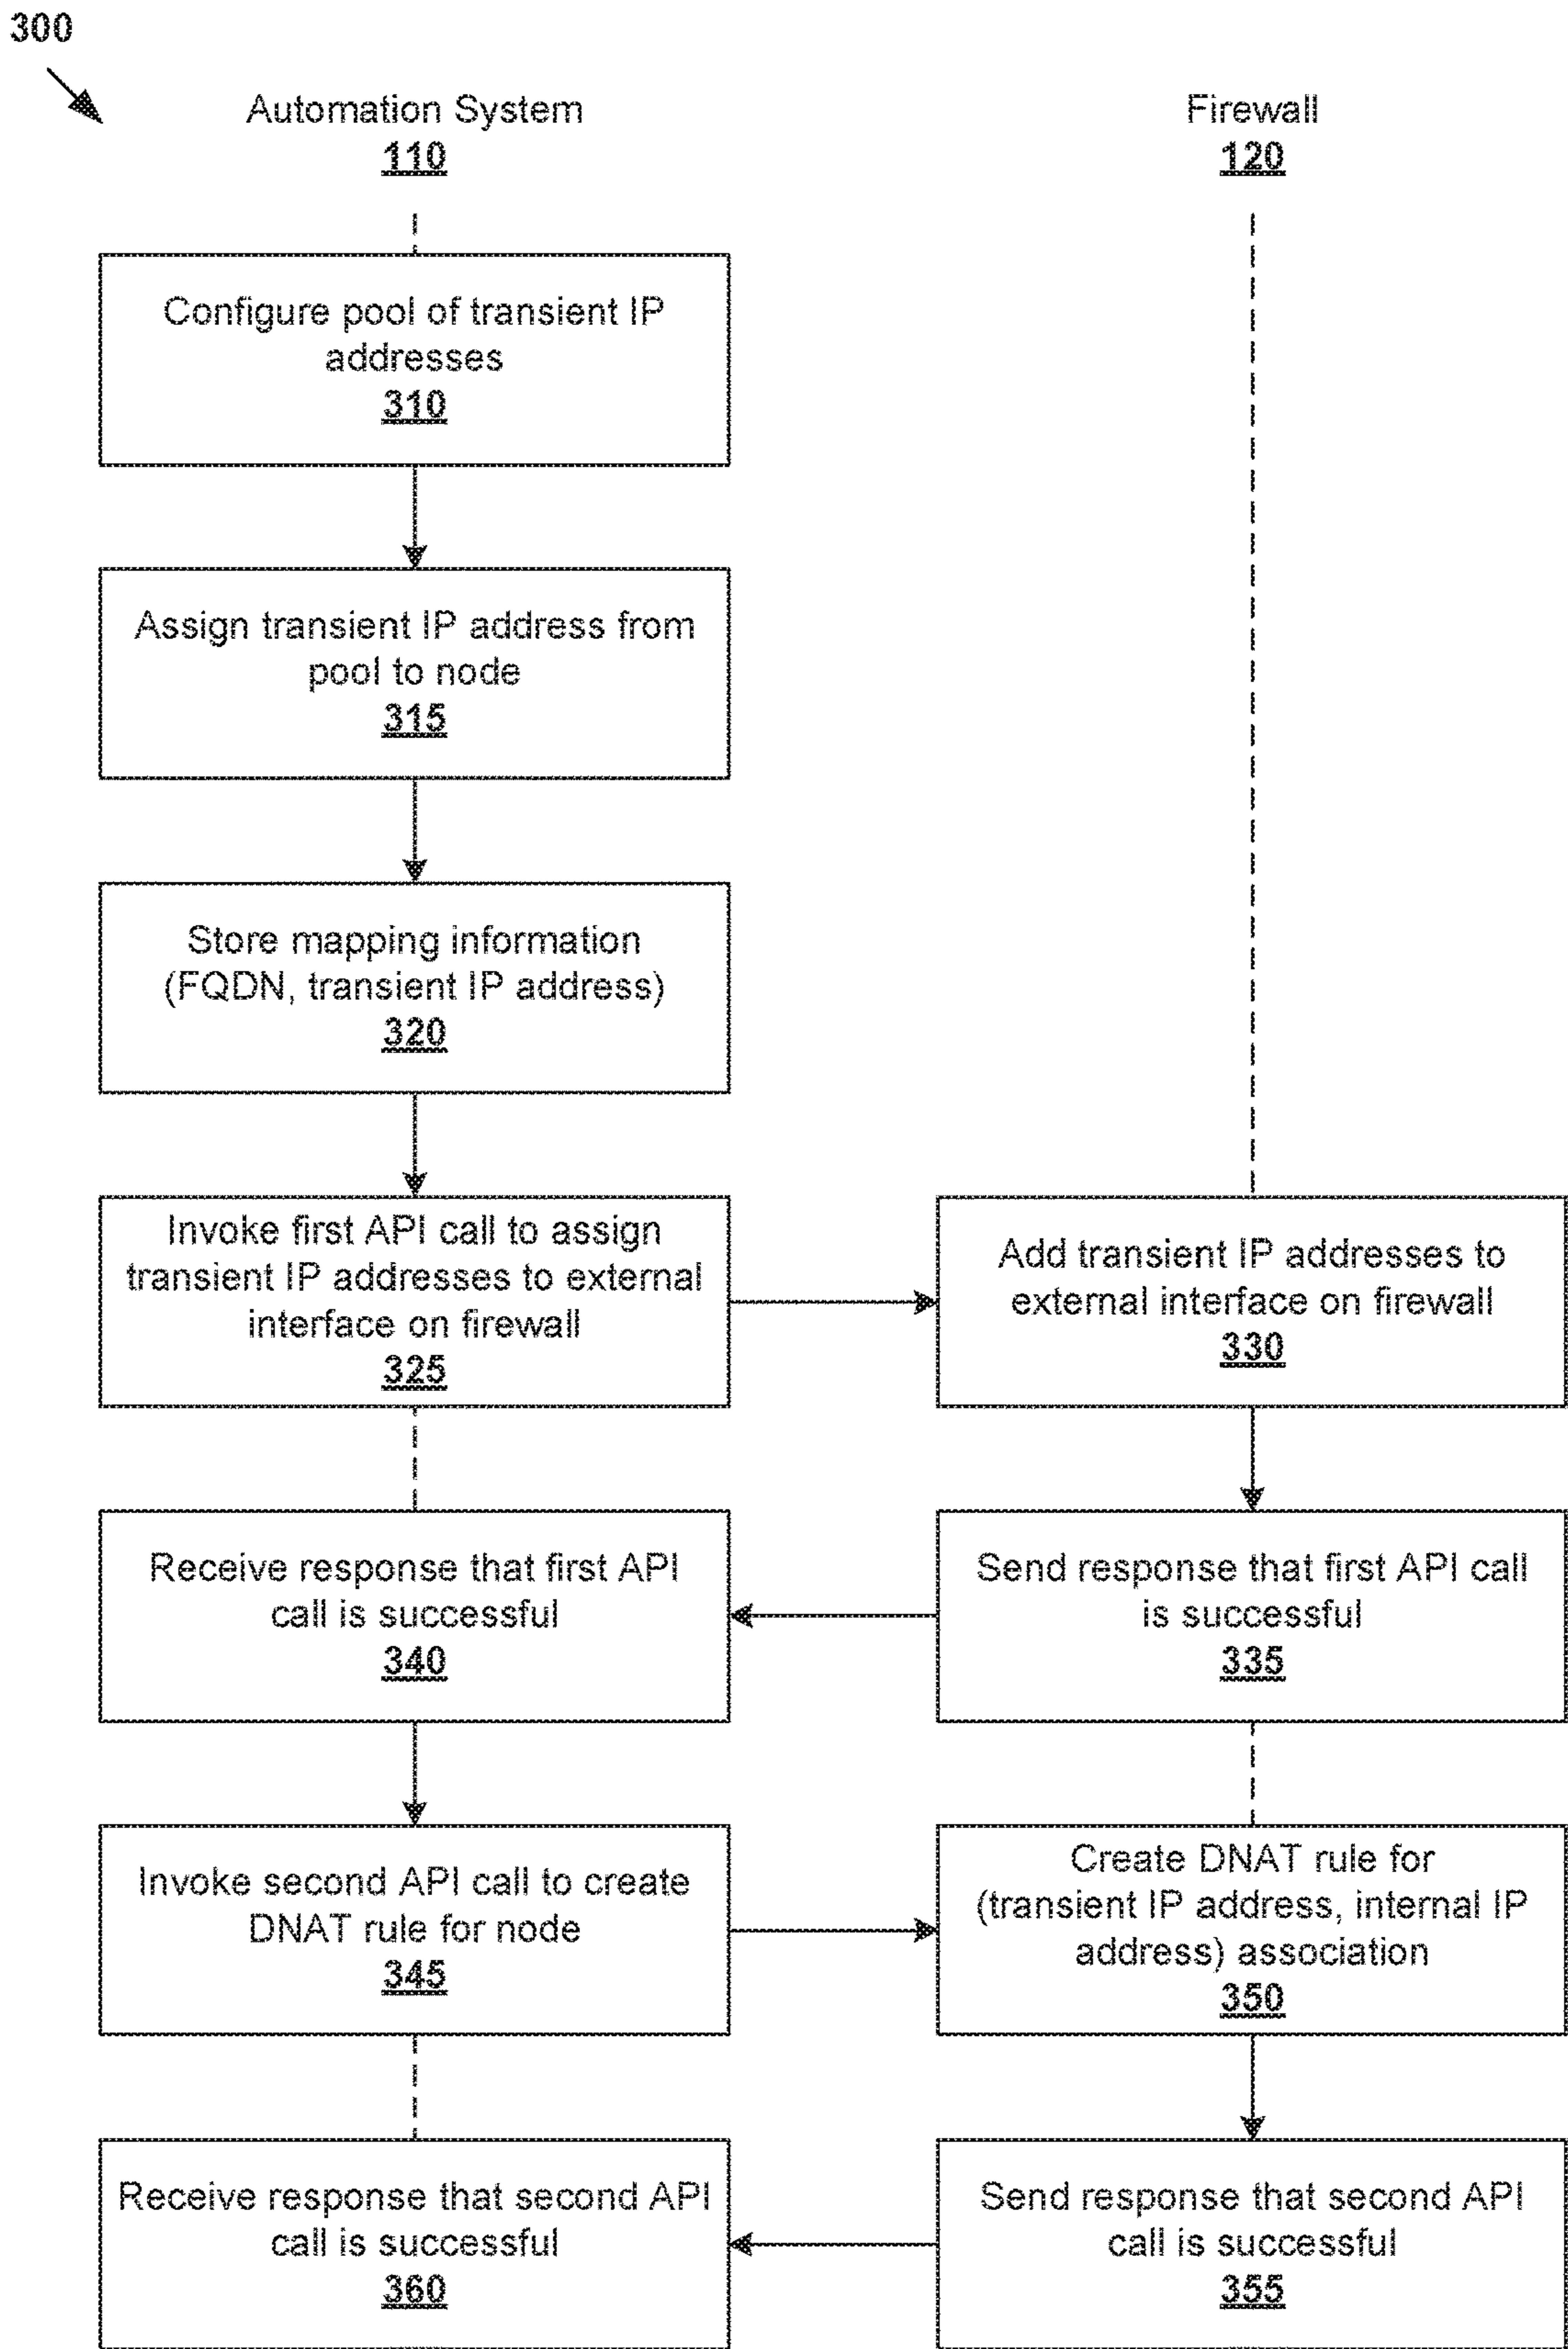 300
Automation System
110
Firewall
120
Configure pool of transient IP
addresses
310
Assign transient IP address from
pool to node
315
Store mapping information
(FQDN, transient IP address)
320
Invoke first API call to assign
transient IP addresses to external
interface on firewall
325
Add transient IP addresses to
external interface on firewall
330
Receive response that first API
call is successful
340
Send response that first API call
is successful
335
Invoke second API call to create
DNAT rule for node
345
Create DNAT rule for
(transient IP address, internal IP
address) association
350
Receive response that second API
call is successful
360
Send response that second API
call is successful
355